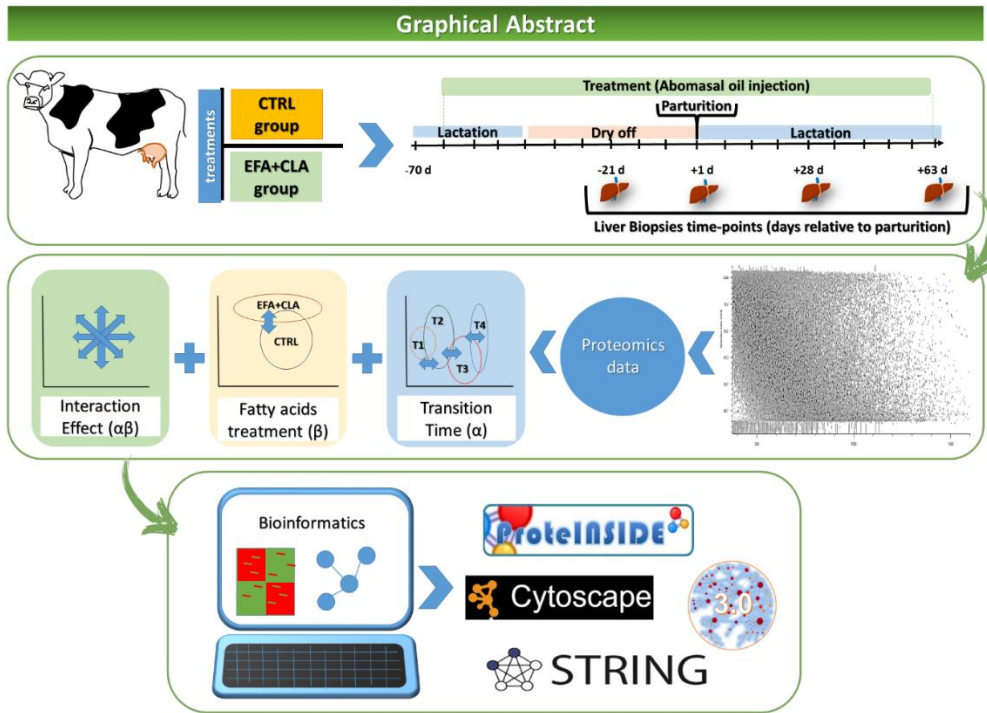 Graphical Abstract
treatments
CTRL
group
EFA+CLA
group
Treatment (Abomasal oil injection)
Parturition
Lactation
Dry off
Lactation
-70 d
-21 d
+1 d
+28 d
+63 d
Liver Biopsies time-points (days relative to parturition)
Interaction
Effect (αβ)
EFA+CLA
CTRL
Fatty acids
treatment (β)
T1
T2
T3
T4
Transition
Time (α)
Proteomics
data
Bioinformatics
ProteINSIDE
Cytoscape
3.0
STRING